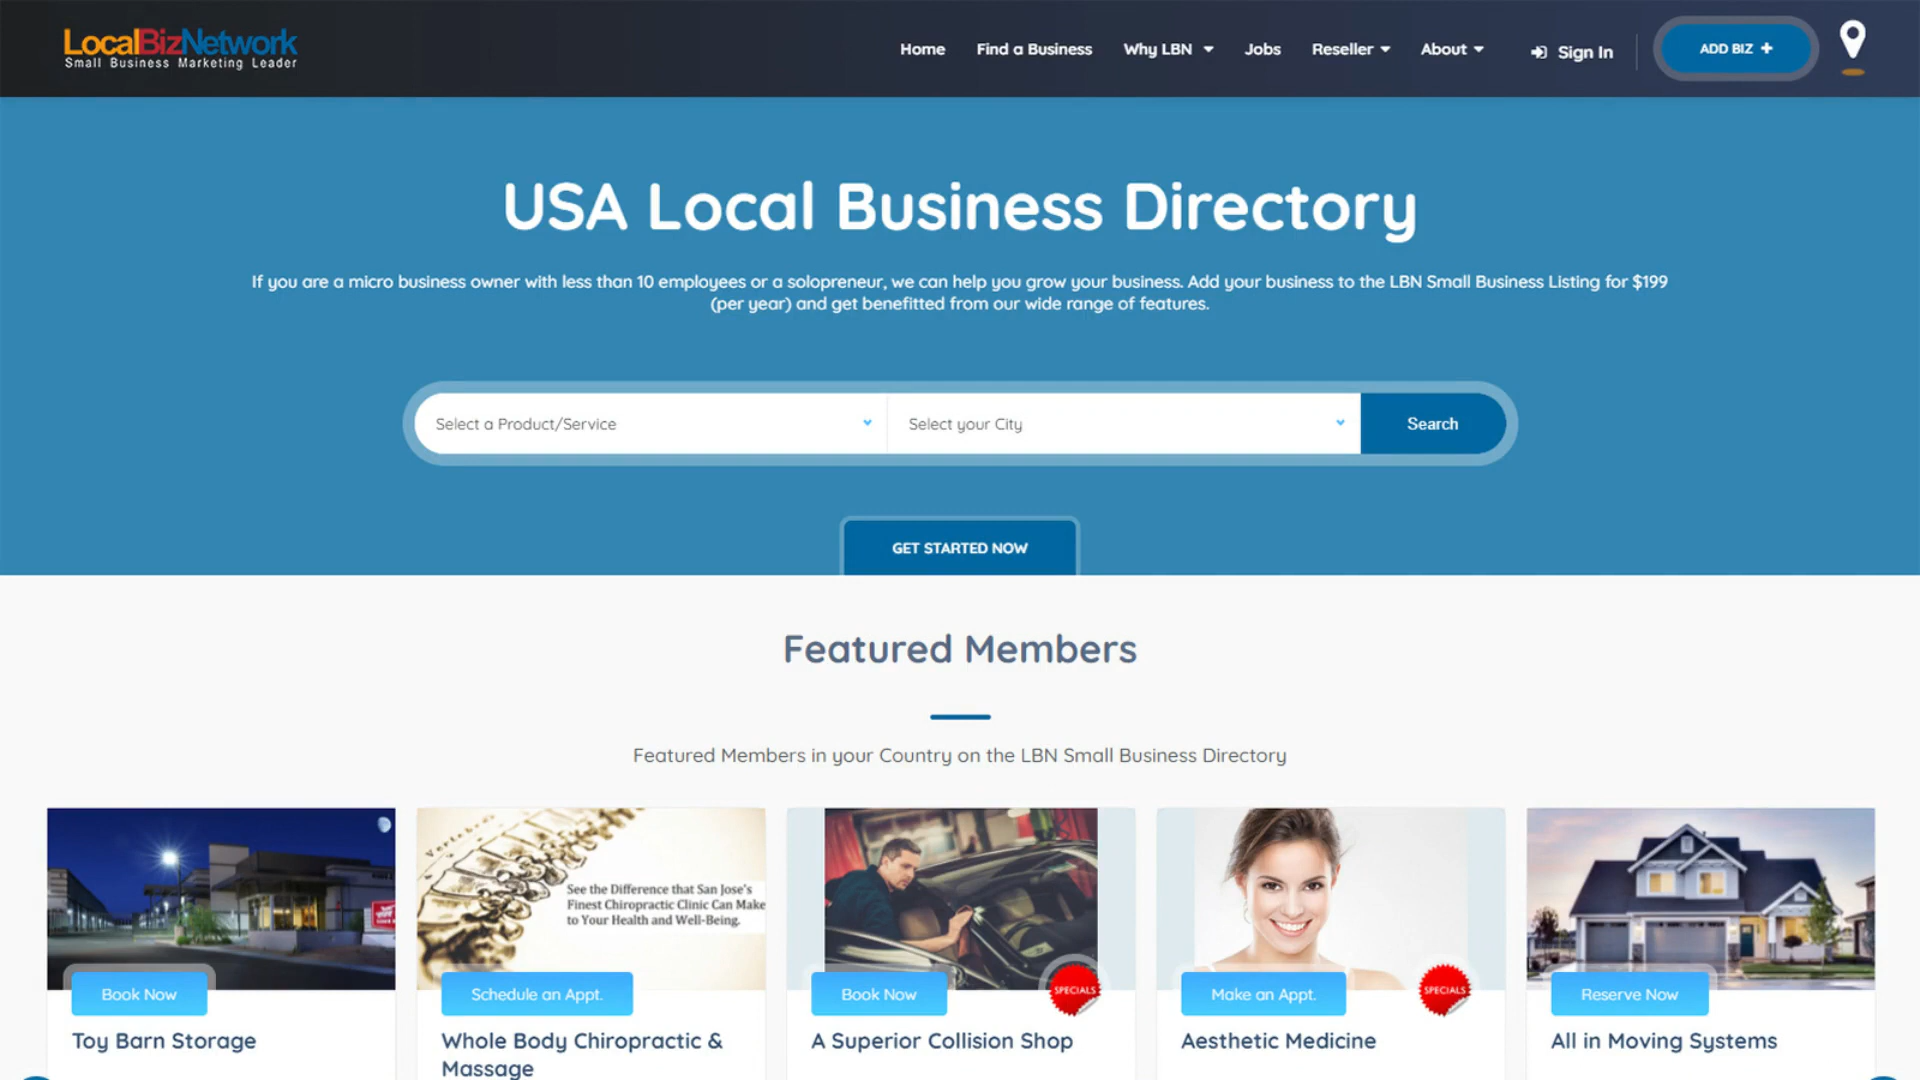 LocalBizNetwork
Small Business Marketing Leader
Home
Find a Business
Why LBN
Jobs
Reseller
About
Sign In
ADD BIZ
USA Local Business Directory
If you are a micro business owner with less than 10 employees or a solopreneur, we can help you grow your business. Add your business to the LBN Small Business Listing for $199
(per year) and get benefitted from our wide range of features.
Select a Product/Service
Select your City
Search
GET STARTED NOW
Featured Members
Featured Members in your Country on the LBN Small Business Directory
See the Difference that San Jose's
Finest Chiropractic Clinic Can Make
to Your Health and Well-Being.
Book Now
Schedule an Appt.
Book Now
SPECIALS
Make an Appt.
SPECIALS
Reserve Now
Toy Barn Storage
Whole Body Chiropractic &
Massage
A Superior Collision Shop
Aesthetic Medicine
All in Moving Systems